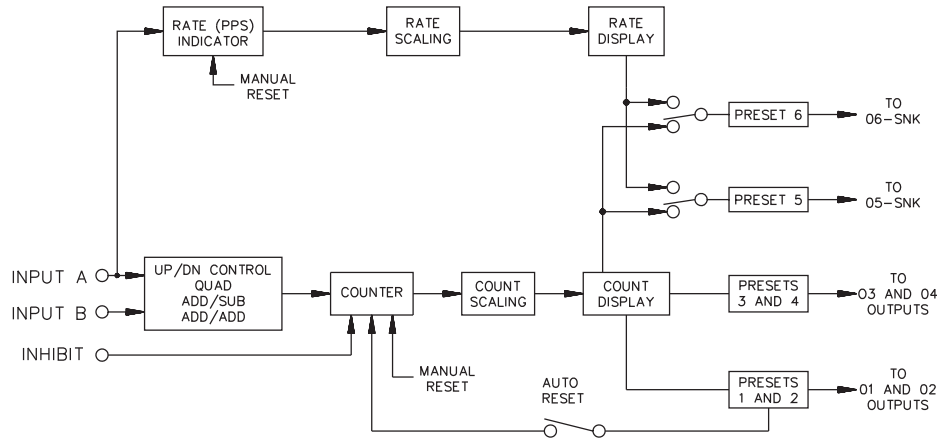 RATE (PPS)
INDICATOR
RATE
SCALING
RATE
DISPLAY
MANUAL
RESET
PRESET 6
TO
06-SNK
PRESET 5
TO
05-SNK
INPUT A
INPUT B
INHIBIT
UP/DN CONTROL
QUAD
ADD/SUB
ADD/ADD
COUNTER
COUNT
SCALING
COUNT
DISPLAY
PRESETS
3 AND 4
TO
03 AND 04
OUTPUTS
MANUAL
RESET
AUTO
RESET
PRESETS
1 AND 2
TO
01 AND 02
OUTPUTS